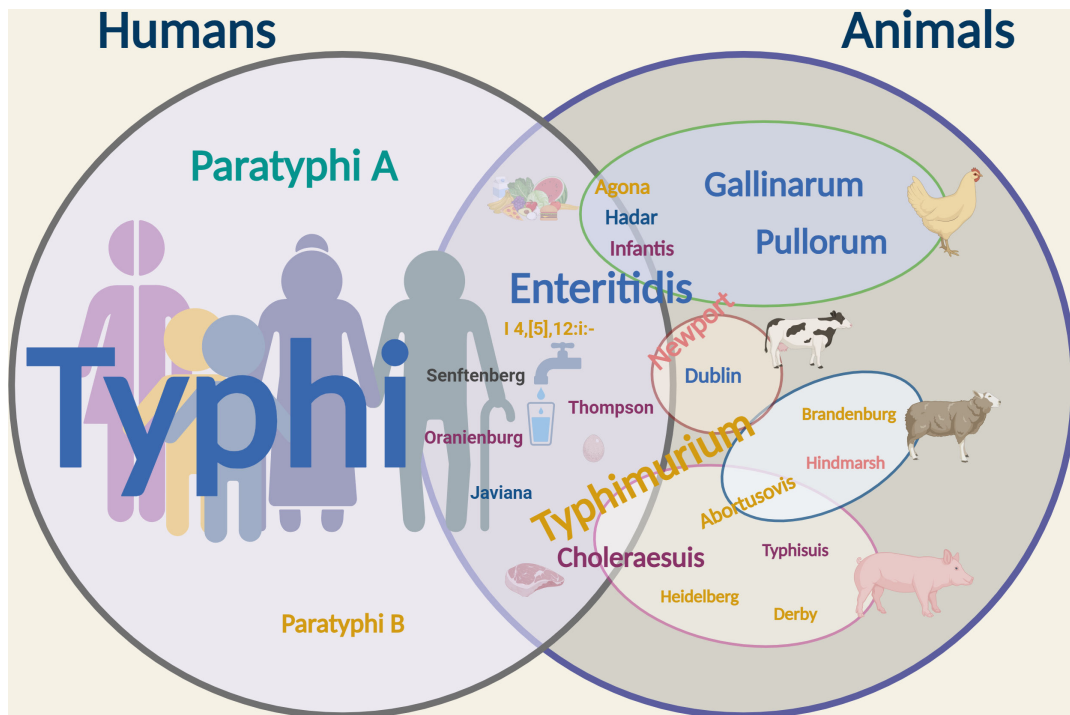 Humans
Animals
Paratyphi A
Agona
Gallinarum
Hadar
Infantis
Pullorum
Enteritidis
Newport
I 4,[5],12:i:-
Senftenberg
Dublin
Typhi
Thompson
Brandenburg
Oranienburg
Typhimurium
Hindmarsh
Javiana
Abortusovis
Choleraesuis
Typhisuis
Heidelberg
Derby
Paratyphi B